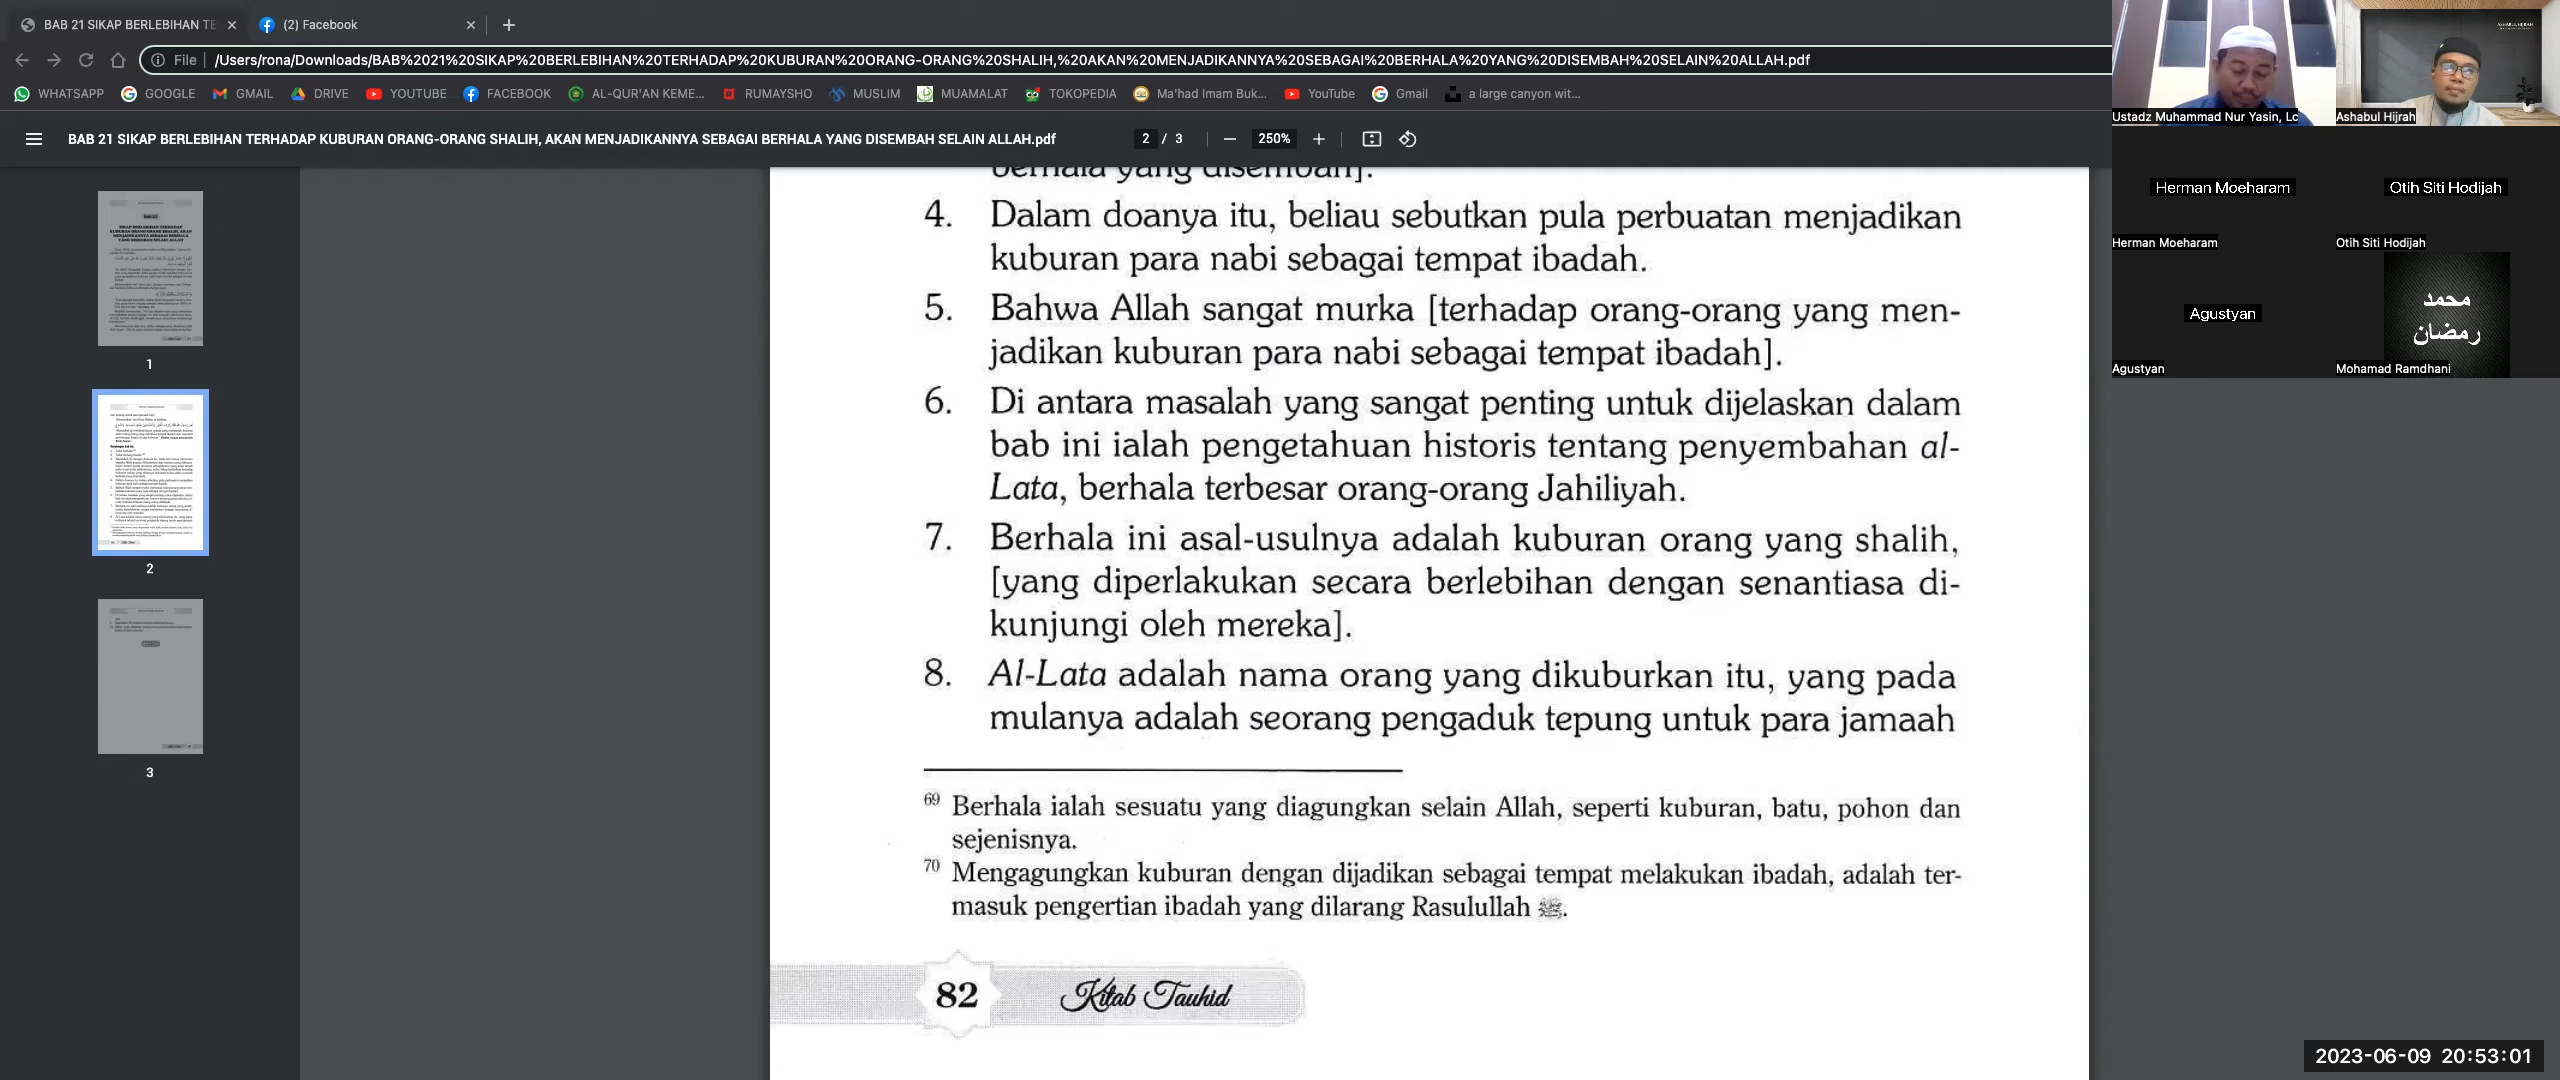 BAB 21 SIKAP BERLEBIHAN TE
(2) Facebook
File
/Users/rona/Downloads/BAB%2021%20SIKAP%20BERLEBIHAN%20TERHADAP%20KUBURAN%20ORANG-ORANG%20SHALIH,%20AKAN%20MENJADIKANNYA%20SEBAGAI%20BERHALA%20YANG%20DISEMBAH%20SELAIN%20ALLAH.pdf
WHATSAPP GOOGLE GMAIL DRIVE YOUTUBE FACEBOOK AL-QUR'AN KEME... RUMAYSHO MUSLIM MUAMALAT TOKOPEDIA Ma'had Imam Buk... YouTube Gmail a large canyon wit...
BAB 21 SIKAP BERLEBIHAN TERHADAP KUBURAN ORANG-ORANG SHALIH, AKAN MENJADIKANNYA SEBAGAI BERHALA YANG DISEMBAH SELAIN ALLAH.pdf
2 / 3
250%
1
2
3
berhala yang disembah].
4. Dalam doanya itu, beliau sebutkan pula perbuatan menjadikan
kuburan para nabi sebagai tempat ibadah.
5. Bahwa Allah sangat murka [terhadap orang-orang yang men-
jadikan kuburan para nabi sebagai tempat ibadah].
6. Di antara masalah yang sangat penting untuk dijelaskan dalam
bab ini ialah pengetahuan historis tentang penyembahan al-
Lata, berhala terbesar orang-orang Jahiliyah.
7. Berhala ini asal-usulnya adalah kuburan orang yang shalih,
[yang diperlakukan secara berlebihan dengan senantiasa di-
kunjungi oleh mereka].
8. Al-Lata adalah nama orang yang dikuburkan itu, yang pada
mulanya adalah seorang pengaduk tepung untuk para jamaah
69 Berhala ialah sesuatu yang diagungkan selain Allah, seperti kuburan, batu, pohon dan
sejenisnya.
70 Mengagungkan kuburan dengan dijadikan sebagai tempat melakukan ibadah, adalah ter-
masuk pengertian ibadah yang dilarang Rasulullah ﷺ.
82 Kitab Tauhid
Ustadz Muhammad Nur Yasin, Lc
Ashabul Hijrah
Herman Moeharam
Otih Siti Hodijah
Herman Moeharam
Otih Siti Hodijah
Agustyan
محمد
رمضان
Agustyan
Mohamad Ramdhani
2023-06-09 20:53:01